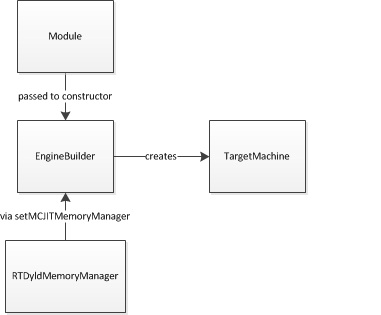 Module
passed to constructor
EngineBuilder
creates
TargetMachine
via setMCJITMemoryManager
RTDyldMemoryManager